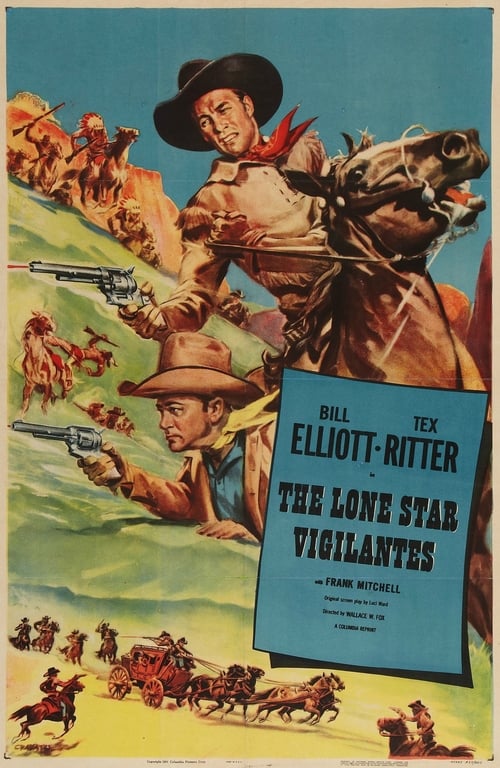 BILL TEX
ELLIOTT · RITTER
in
THE LONE STAR
VIGILANTES
with FRANK MITCHELL
Original screen play by Luci Ward
Directed by WALLACE W. FOX
A COLUMBIA REPRINT